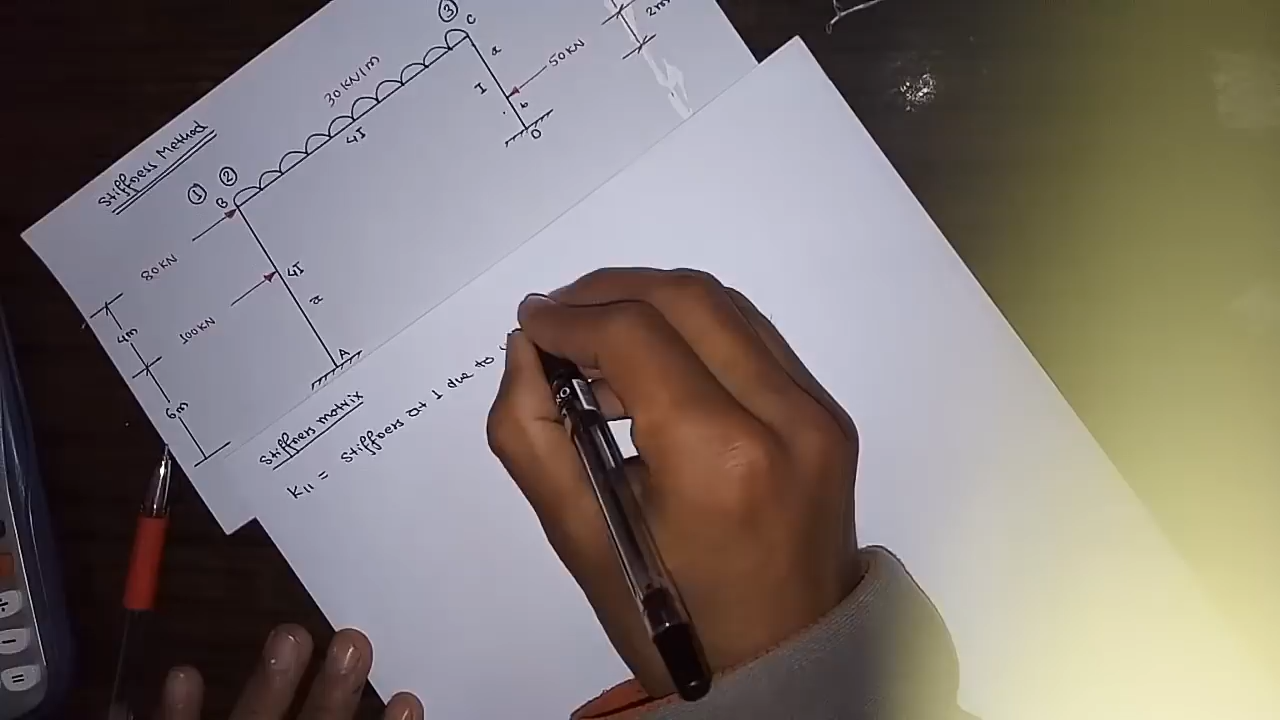 Stiffness Method
① ②
③
B
C
80 KN
30 KN/m
4I
a
I
b
50 KN
2m
D
100 KN
4I
x
A
4m
6m
Stiffness matrix
K11 = Stiffness at 1 due to